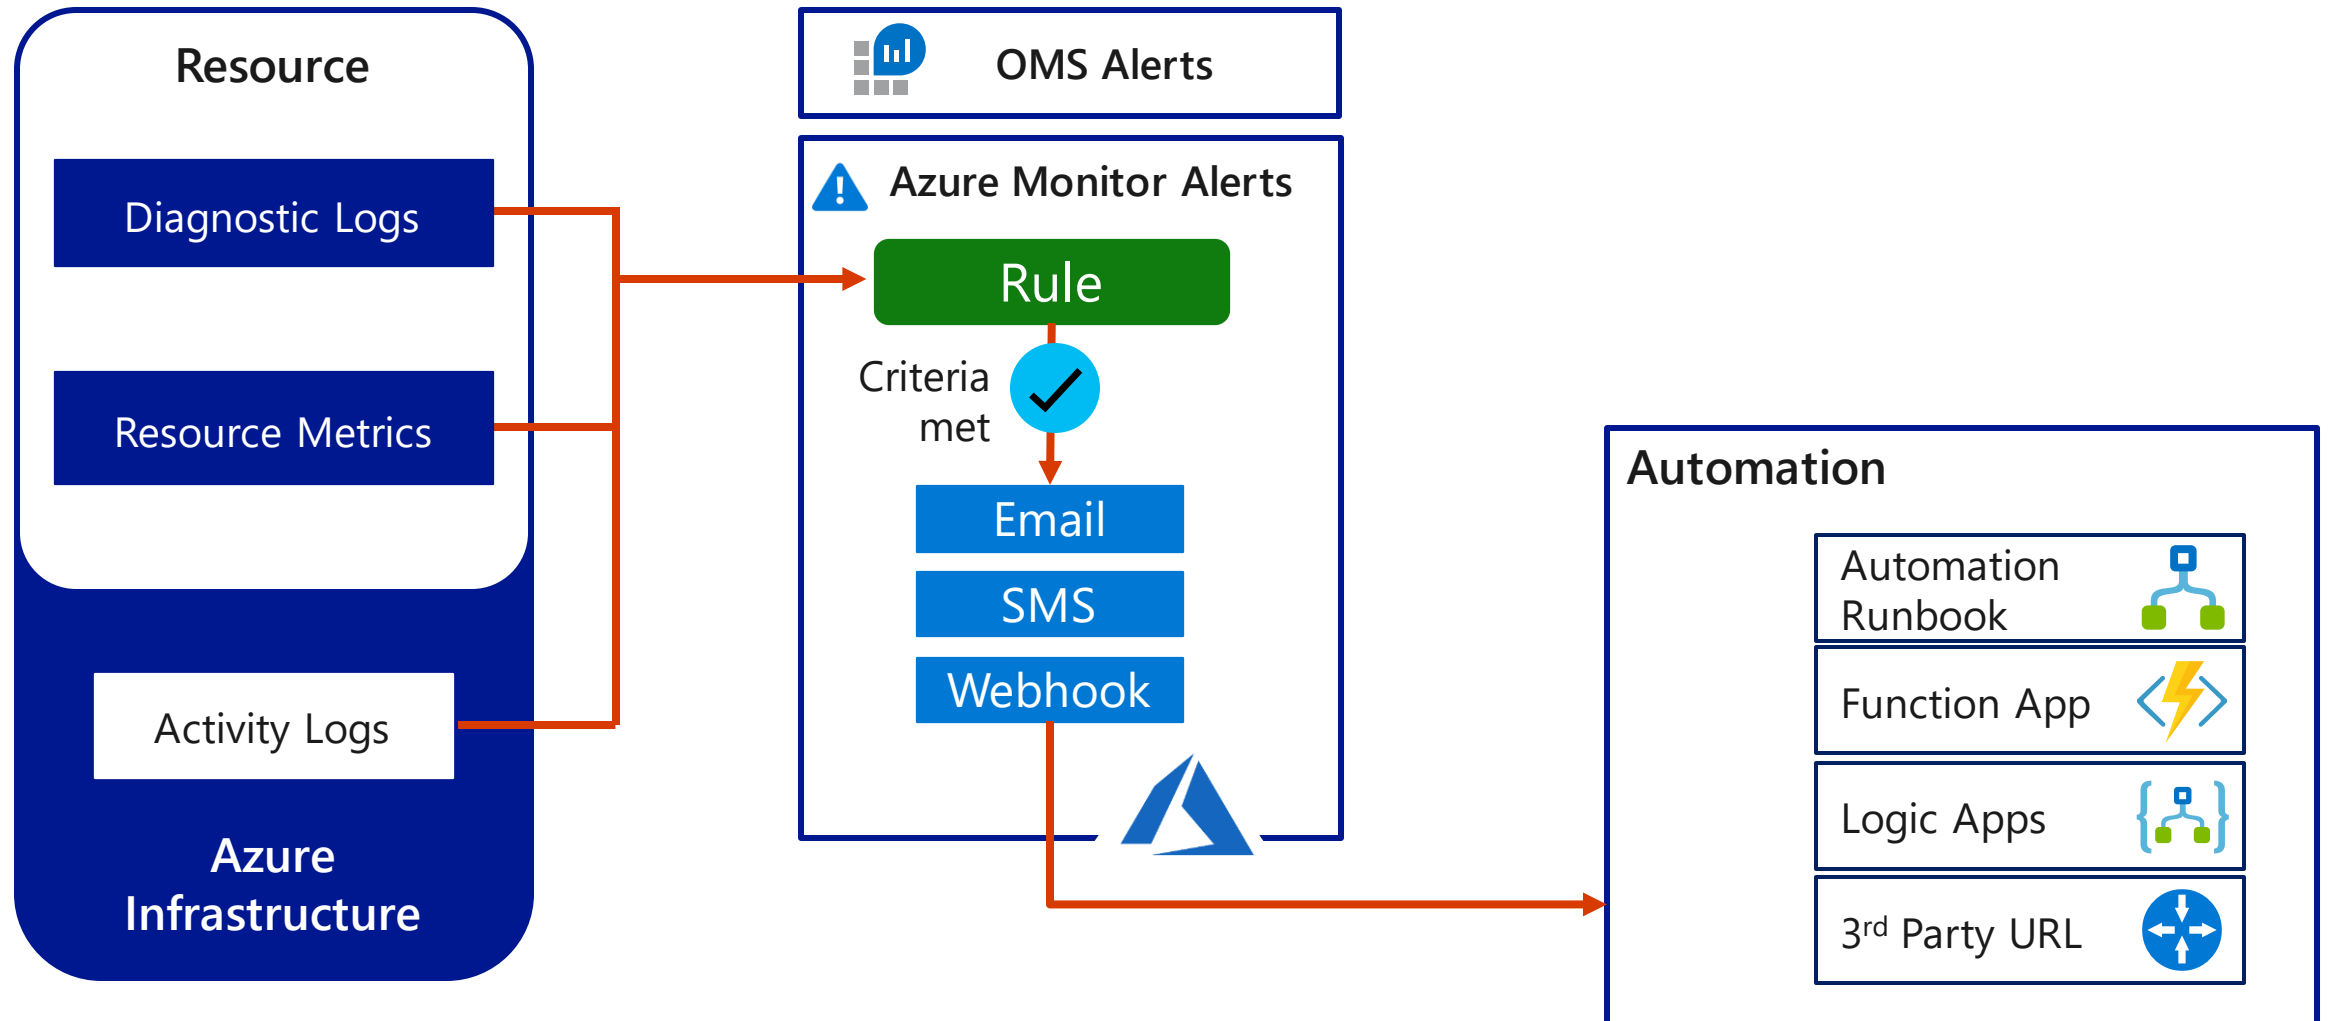 Resource
Diagnostic Logs
Resource Metrics
Activity Logs
Azure
Infrastructure
OMS Alerts
Azure Monitor Alerts
Rule
Criteria
met
Email
SMS
Webhook
Automation
Automation
Runbook
Function App
Logic Apps
3rd Party URL